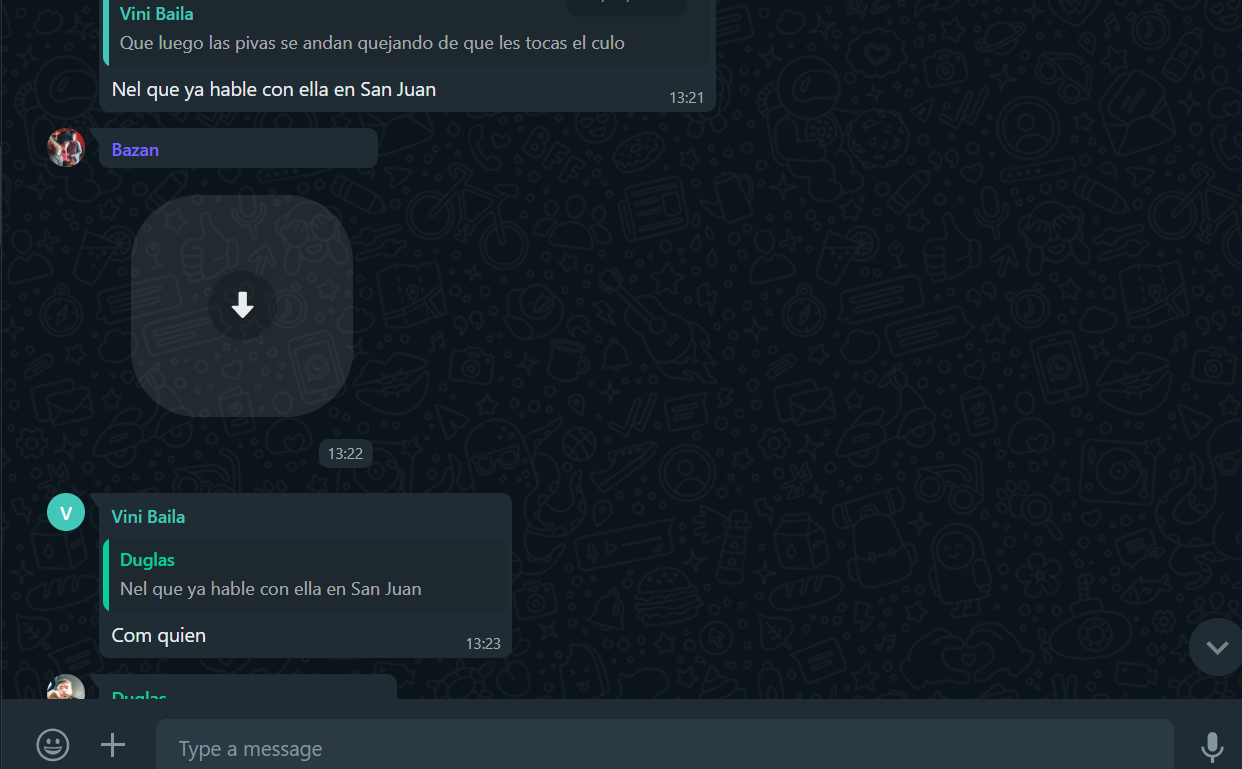 Vini Baila
Que luego las pivas se andan quejando de que les tocas el culo
Nel que ya hable con ella en San Juan
13:21
Bazan
13:22
V
Vini Baila
Duglas
Nel que ya hable con ella en San Juan
Com quien
13:23
Duglas
Type a message